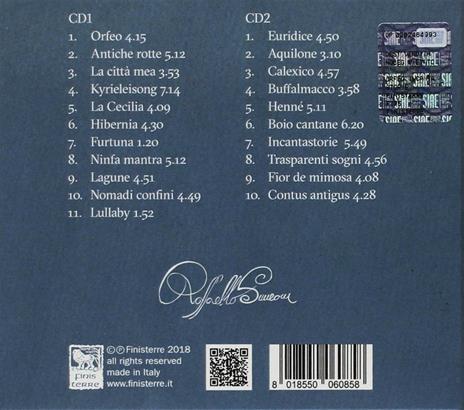 CD1
1. Orfeo 4.15
2. Antiche rotte 5.12
3. La città mea 3.53
4. Kyrieleisong 7.14
5. La Cecilia 4.09
6. Hibernia 4.30
7. Furtuna 1.20
8. Ninfa mantra 5.12
9. Lagune 4.51
10. Nomadi confini 4.49
11. Lullaby 1.52
CD2
1. Euridice 4.50
2. Aquilone 3.10
3. Calexico 4.57
4. Buffalmacco 3.58
5. Henné 5.11
6. Boio cantane 6.20
7. Incantastorie 5.49
8. Trasparenti sogni 4.56
9. Fior de mimosa 4.08
10. Contus antigus 4.28
SIAE
Raffaello Simeoni
FINIS
TERRE
©℗ Finisterre 2018
all rights reserved
made in Italy
www.finisterre.it
8 018550 060858